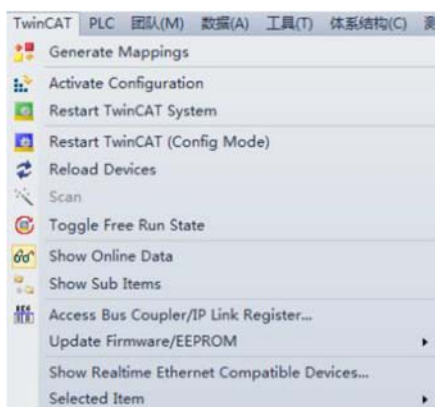 TwinCAT PLC 团队(M) 数据(A) 工具(T) 体系结构(C) 测
Generate Mappings
Activate Configuration
Restart TwinCAT System
Restart TwinCAT (Config Mode)
Reload Devices
Scan
Toggle Free Run State
Show Online Data
Show Sub Items
Access Bus Coupler/IP Link Register...
Update Firmware/EEPROM
Show Realtime Ethernet Compatible Devices...
Selected Item